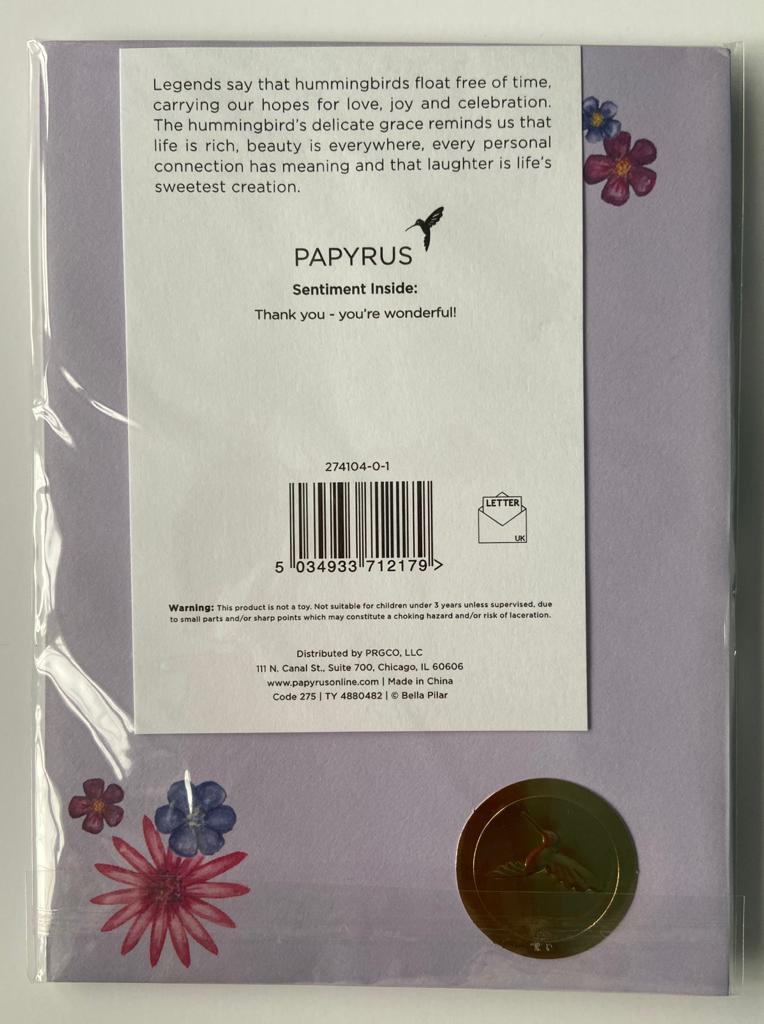 Legends say that hummingbirds float free of time,
carrying our hopes for love, joy and celebration.
The hummingbird's delicate grace reminds us that
life is rich, beauty is everywhere, every personal
connection has meaning and that laughter is life's
sweetest creation.
PAPYRUS
Sentiment Inside:
Thank you - you're wonderful!
274104-0-1
LETTER
UK
5 034933 712179 >
Warning: This product is not a toy. Not suitable for children under 3 years unless supervised, due
to small parts and/or sharp points which may constitute a choking hazard and/or risk of laceration.
Distributed by PRGCO, LLC
111 N. Canal St., Suite 700, Chicago, IL 60606
www.papyrusonline.com | Made in China
Code 275 | TY 4880482 | © Bella Pilar